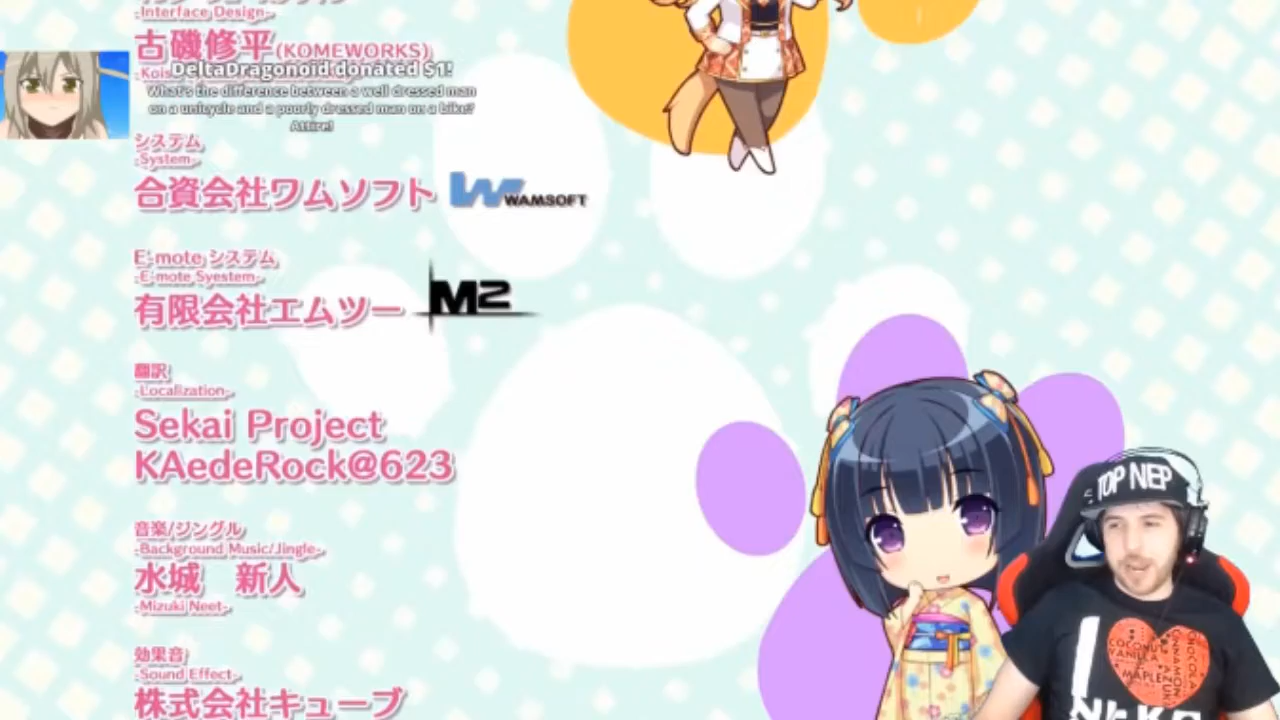 -Interface Design-
古磯修平(KOMEWORKS)
DeltaDragonoid donated $1!
What's the difference between a well dressed man
on a unicycle and a poorly dressed man on a bike?
Attire!
システム
-System-
合資会社ワムソフト
WAMSOFT
E-mote システム
-E-mote Syestem-
有限会社エムツー
M2
翻訳
-Localization-
Sekai Project
KAedeRock@623
音楽/ジングル
-Background Music/Jingle-
水城 新人
-Mizuki Neet-
効果音
-Sound Effect-
株式会社キューブ
TOP NEP
I
COCONUT
VANILLA
MAPLE
CINNAMON
AZUKI
CHOCOLA